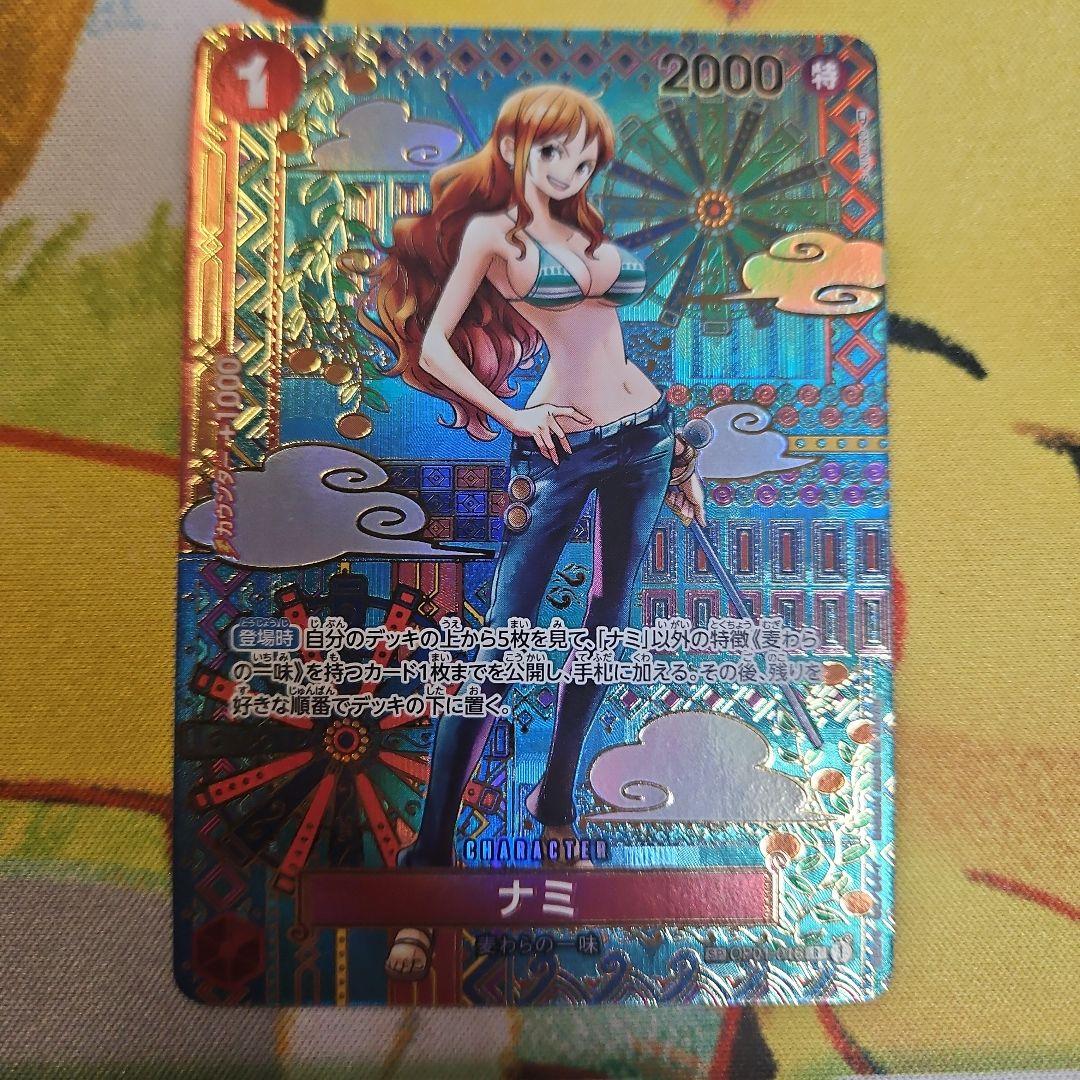 1
2000
特
カウンター+1000
登場時 自分のデッキの上から5枚を見て、「ナミ」以外の特徴《麦わら
の一味》を持つカード1枚までを公開し、手札に加える。その後、残りを
好きな順番でデッキの下に置く。
CHARACTER
ナミ
麦わらの一味
SP OP01-016 R 1